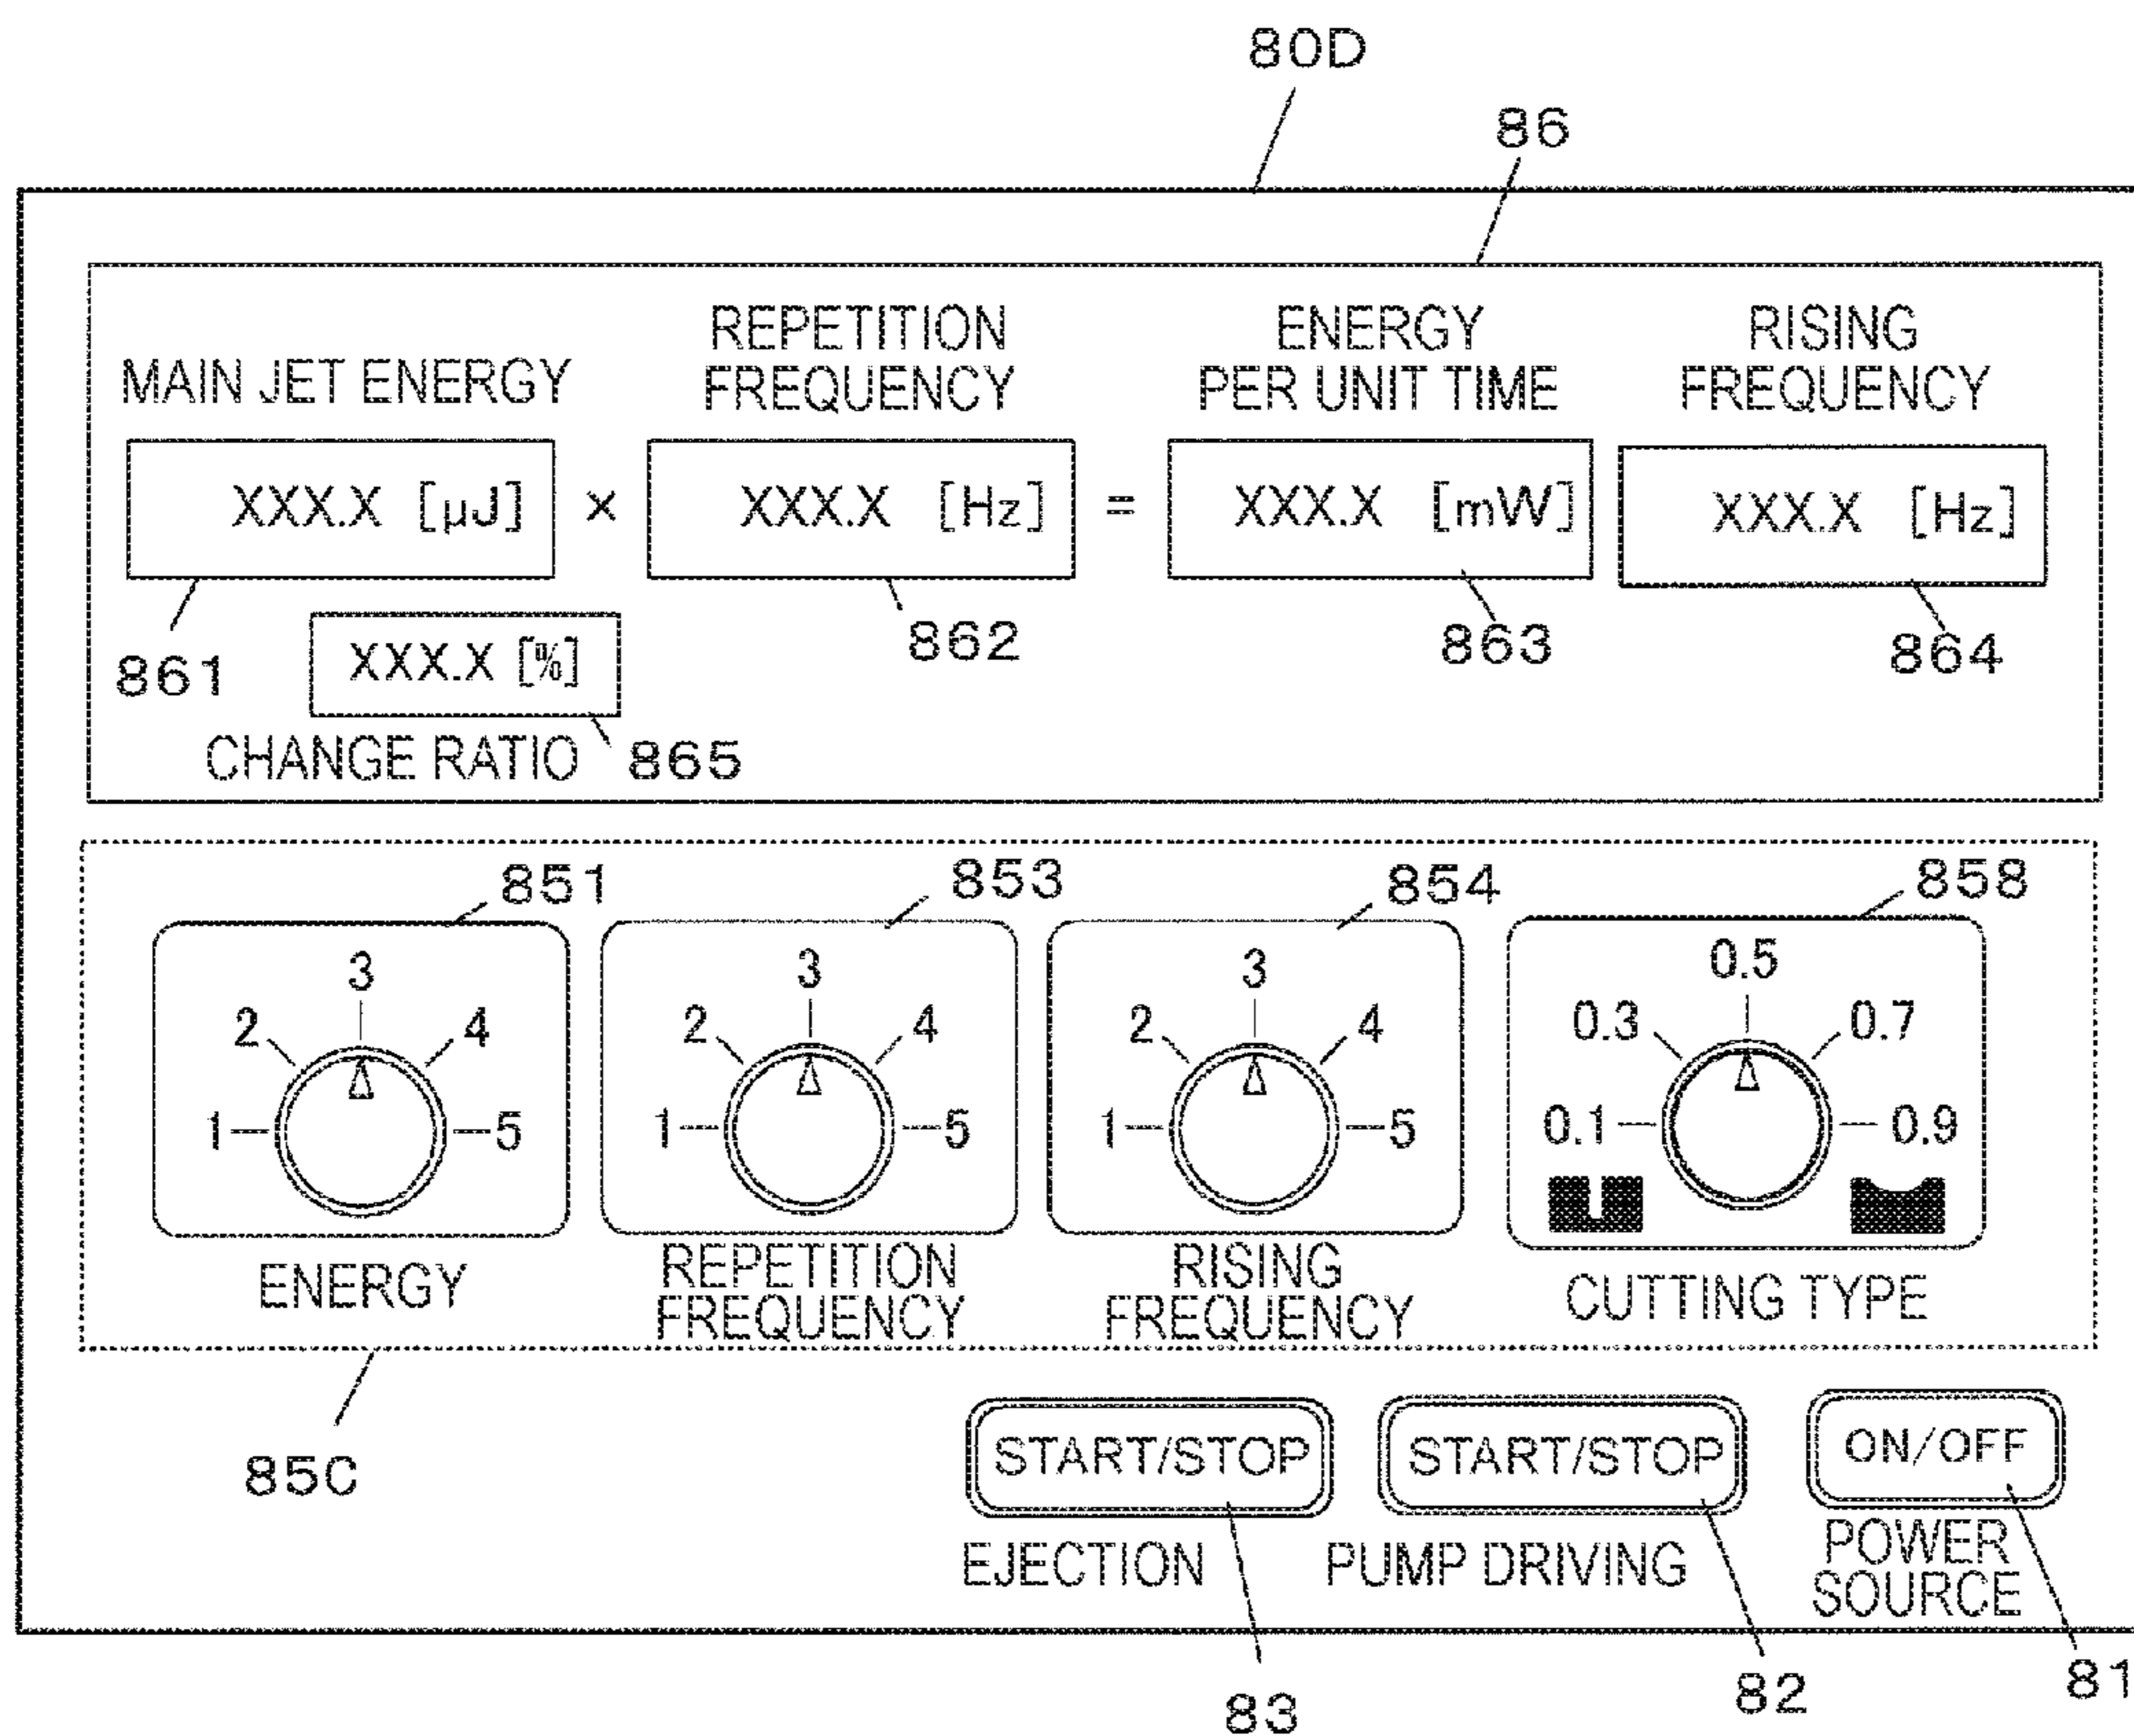 80D
86
MAIN JET ENERGY
REPETITION
FREQUENCY
ENERGY
PER UNIT TIME
RISING
FREQUENCY
XXX.X [µJ] × XXX.X [Hz] = XXX.X [mW] XXX.X [Hz]
861
862
863
864
XXX.X [%]
CHANGE RATIO 865
851
853
854
858
1 2 3 4 5
ENERGY
1 2 3 4 5
REPETITION
FREQUENCY
1 2 3 4 5
RISING
FREQUENCY
0.1 0.3 0.5 0.7 0.9
CUTTING TYPE
85C
START/STOP
EJECTION
START/STOP
PUMP DRIVING
ON/OFF
POWER
SOURCE
83
82
81